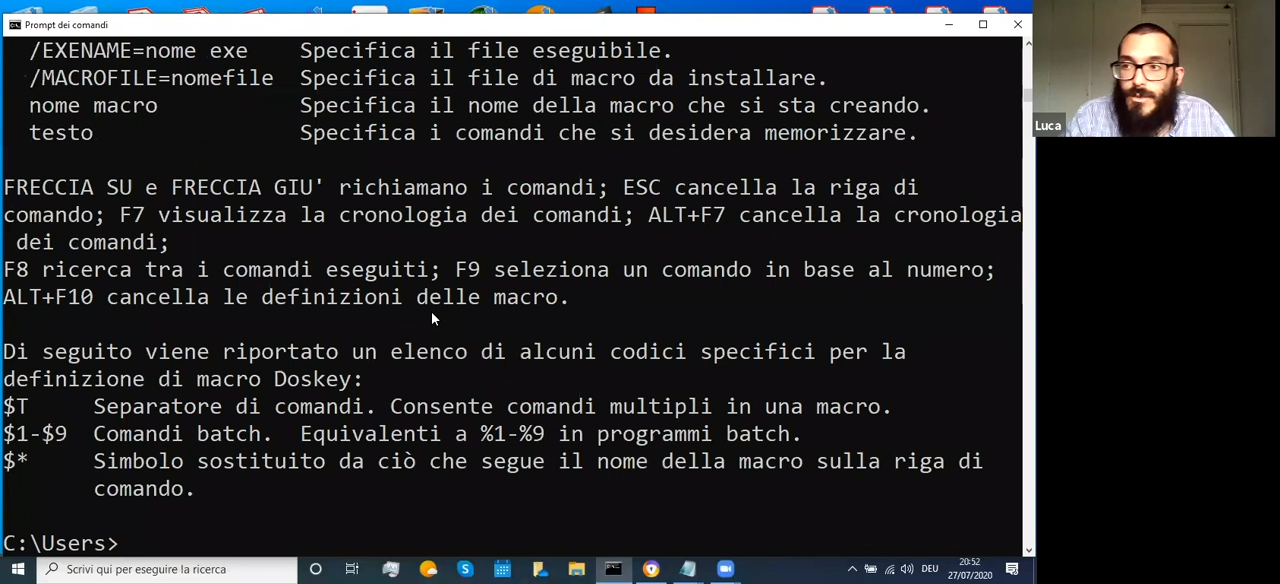 Prompt dei comandi
/EXENAME=nome exe Specifica il file eseguibile.
/MACROFILE=nomefile Specifica il file di macro da installare.
nome macro Specifica il nome della macro che si sta creando.
testo Specifica i comandi che si desidera memorizzare.
FRECCIA SU e FRECCIA GIU' richiamano i comandi; ESC cancella la riga di
comando; F7 visualizza la cronologia dei comandi; ALT+F7 cancella la cronologia
dei comandi;
F8 ricerca tra i comandi eseguiti; F9 seleziona un comando in base al numero;
ALT+F10 cancella le definizioni delle macro.
Di seguito viene riportato un elenco di alcuni codici specifici per la
definizione di macro Doskey:
$T Separatore di comandi. Consente comandi multipli in una macro.
$1-$9 Comandi batch. Equivalenti a %1-%9 in programmi batch.
$* Simbolo sostituito da ciò che segue il nome della macro sulla riga di
comando.
C:\Users>
Luca
Scrivi qui per eseguire la ricerca
DEU
20:52
27/07/2020